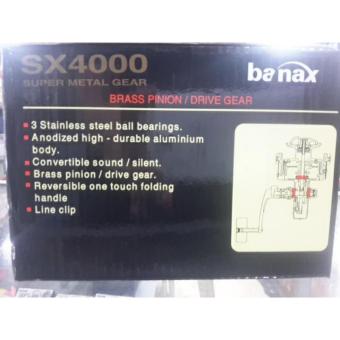 SX4000
banax
SUPER METAL GEAR
BRASS PINION / DRIVE GEAR
3 Stainless steel ball bearings.
Anodized high - durable aluminium
body.
Convertible sound / silent.
Brass pinion / drive gear.
Reversible one touch folding
handle
Line clip